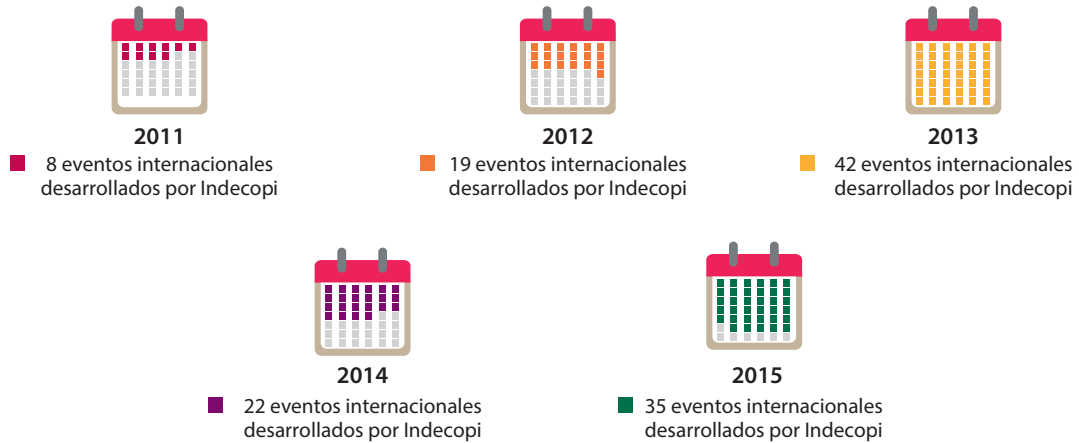 2011
8 eventos internacionales
desarrollados por Indecopi
2012
19 eventos internacionales
desarrollados por Indecopi
2013
42 eventos internacionales
desarrollados por Indecopi
2014
22 eventos internacionales
desarrollados por Indecopi
2015
35 eventos internacionales
desarrollados por Indecopi